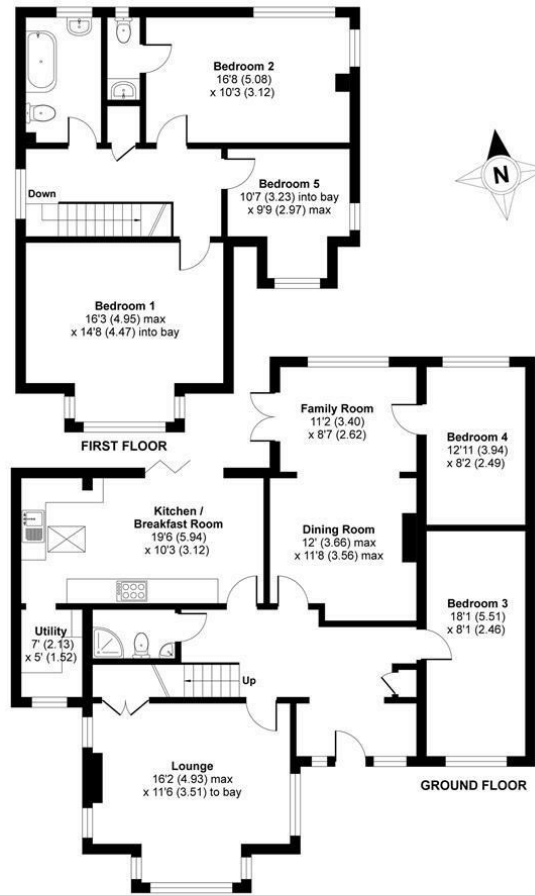 Bedroom 2
16'8 (5.08)
x 10'3 (3.12)
N
Down
Bedroom 5
10'7 (3.23) into bay
x 9'9 (2.97) max
Bedroom 1
16'3 (4.95) max
x 14'8 (4.47) into bay
FIRST FLOOR
Family Room
11'2 (3.40)
x 8'7 (2.62)
Bedroom 4
12'11 (3.94)
x 8'2 (2.49)
Kitchen /
Breakfast Room
19'6 (5.94)
x 10'3 (3.12)
Dining Room
12' (3.66) max
x 11'8 (3.56) max
Bedroom 3
18'1 (5.51)
x 8'1 (2.46)
Utility
7' (2.13)
x 5' (1.52)
Up
Lounge
16'2 (4.93) max
x 11'6 (3.51) to bay
GROUND FLOOR